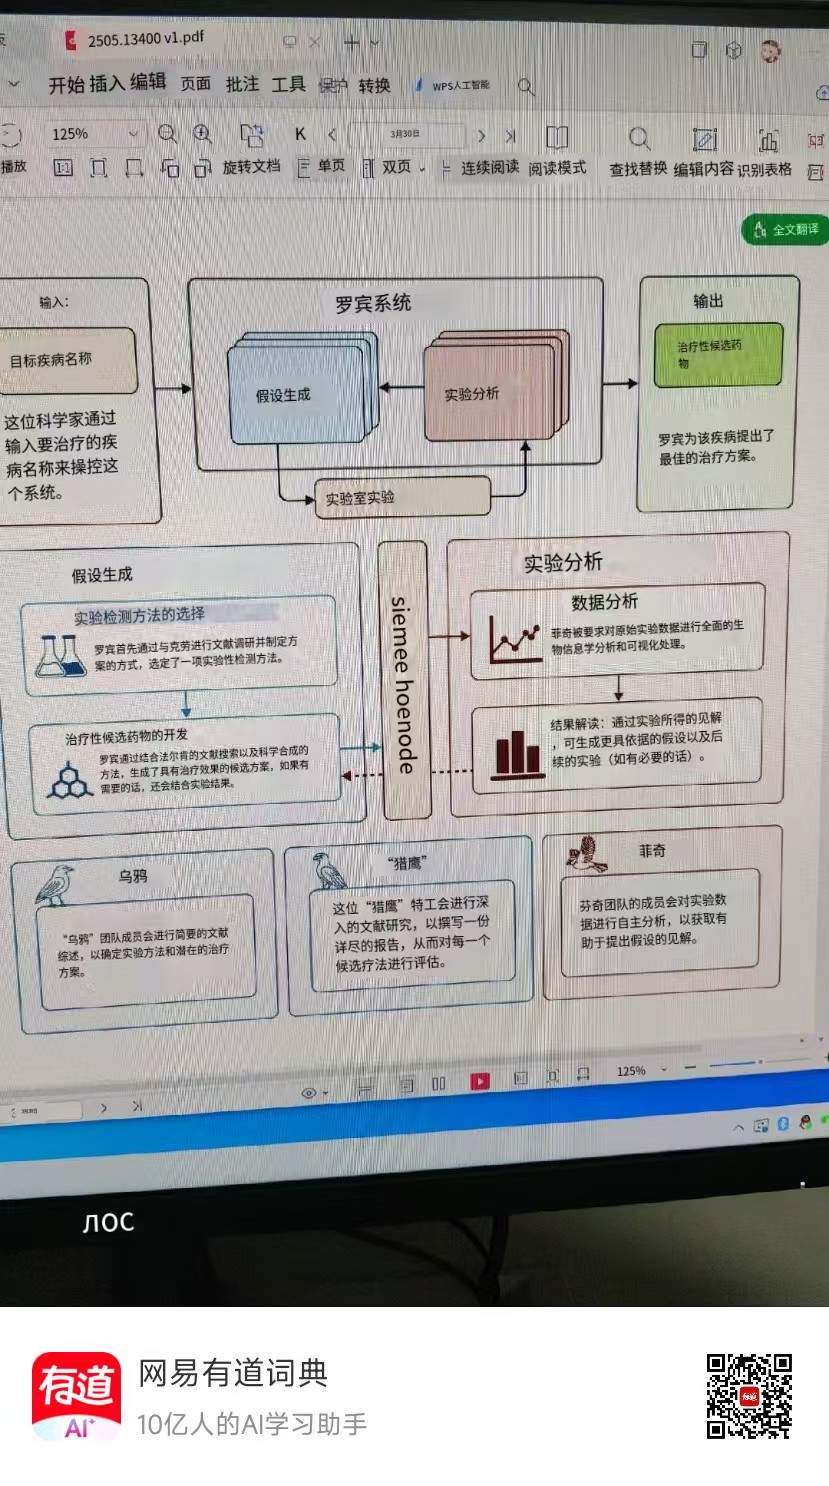 2505.13400 v1.pdf
开始 插入 编辑 页面 批注 工具 保护 转换 WPS人工智能
125% K 3月30日
播放 1:1 旋转文档 单页 双页 连续阅读 阅读模式 查找替换 编辑内容 识别表格
全文翻译
输入：
目标疾病名称
这位科学家通过
输入要治疗的疾
病名称来操控这
个系统。
罗宾系统
假设生成
实验分析
实验室实验
输出
治疗性候选药
物
罗宾为该疾病提出了
最佳的治疗方案。
假设生成
实验检测方法的选择
罗宾首先通过与克劳进行文献调研并制定方
案的方式，选定了一项实验性检测方法。
治疗性候选药物的开发
罗宾通过结合法尔肯的文献搜索以及科学合成的
方法，生成了具有治疗效果的候选方案，如果有
需要的话，还会结合实验结果。
siemee hoenode
实验分析
数据分析
菲奇被要求对原始实验数据进行全面的生
物信息学分析和可视化处理。
结果解读：通过实验所得的见解
，可生成更具依据的假设以及后
续的实验（如有必要的话）。
乌鸦
“乌鸦”团队成员会进行简要的文献
综述，以确定实验方法和潜在的治疗
方案。
“猎鹰”
这位“猎鹰”特工会进行深
入的文献研究，以撰写一份
详尽的报告，从而对每一个
候选疗法进行评估。
菲奇
芬奇团队的成员会对实验数
据进行自主分析，以获取有
助于提出假设的见解。
125%
лос
有道
AI+
网易有道词典
10亿人的AI学习助手
有道